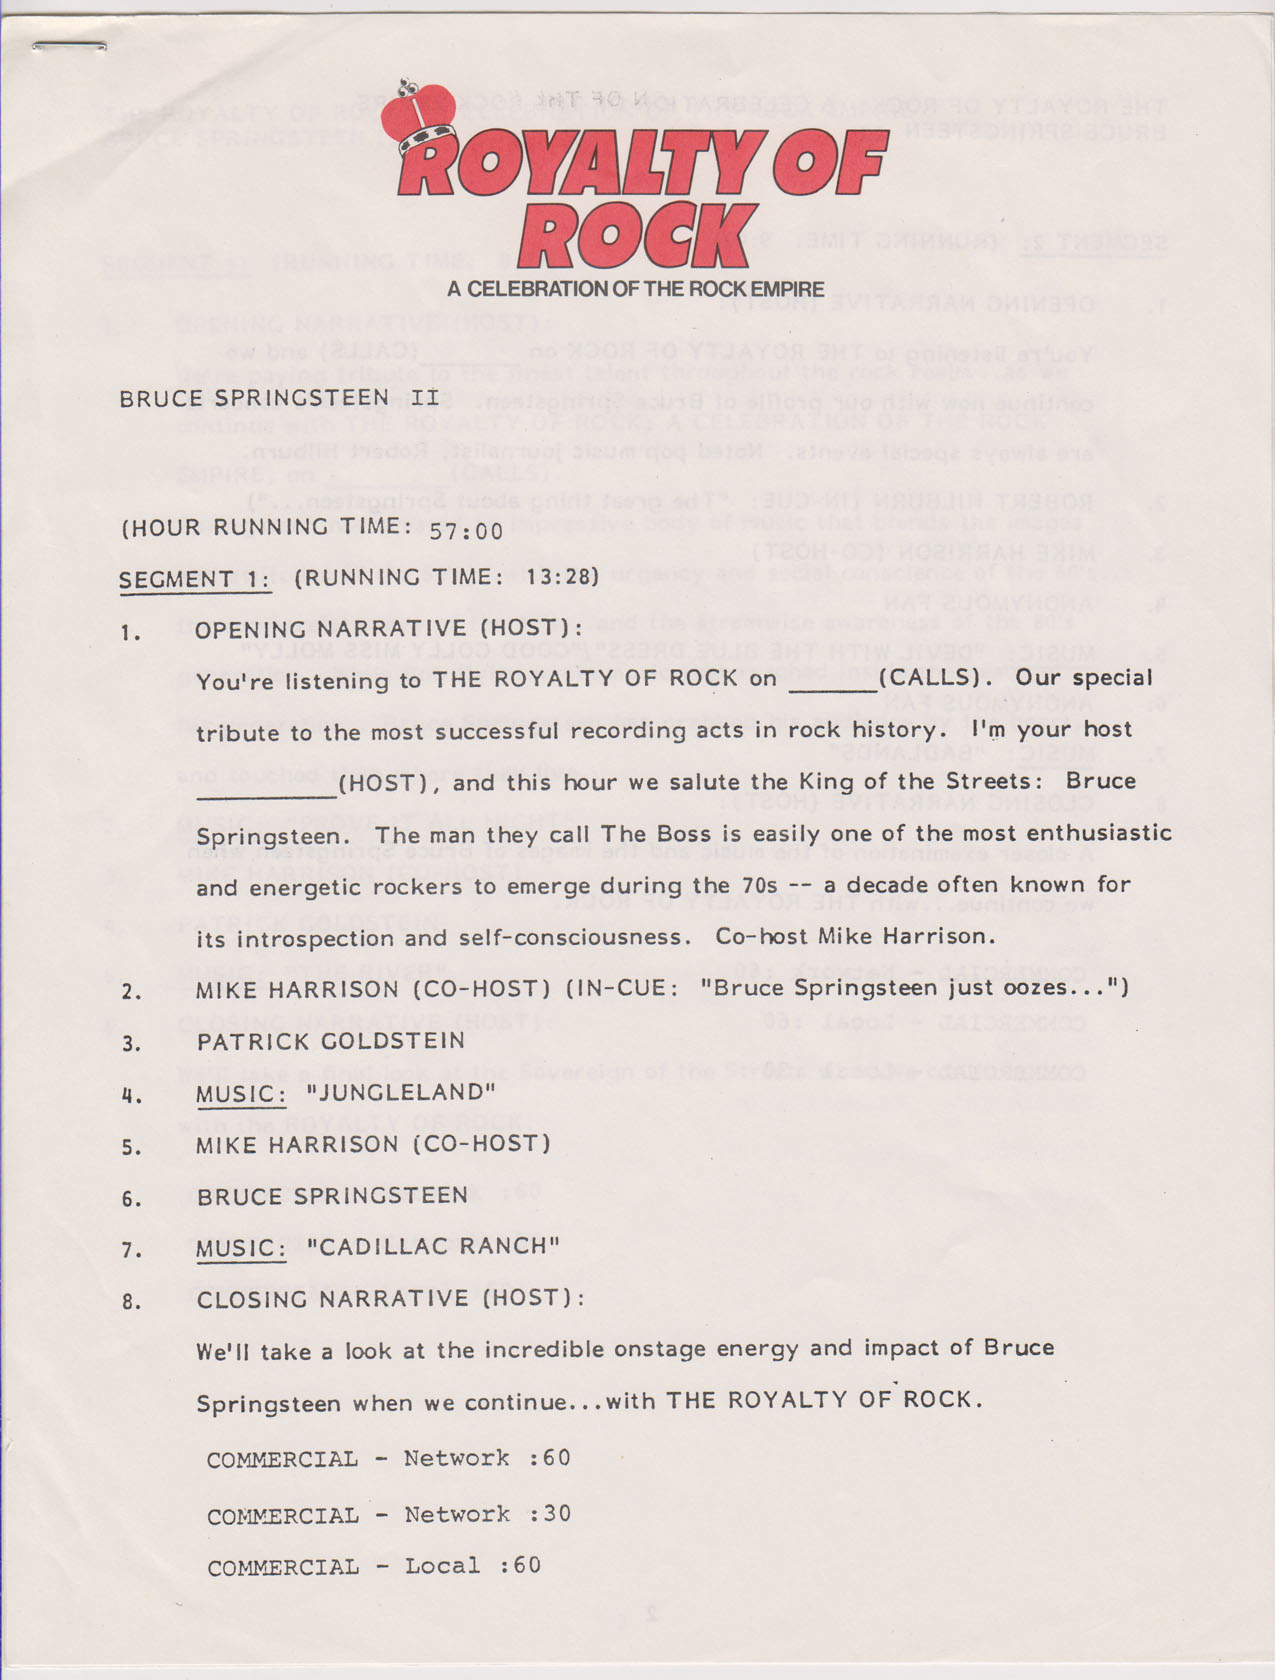 ROYALTY OF
ROCK
A CELEBRATION OF THE ROCK EMPIRE
BRUCE SPRINGSTEEN II
(HOUR RUNNING TIME: 57:00
SEGMENT 1: (RUNNING TIME: 13:28)
1. OPENING NARRATIVE (HOST):
You're listening to THE ROYALTY OF ROCK on ______(CALLS). Our special
tribute to the most successful recording acts in rock history. I'm your host
__________(HOST), and this hour we salute the King of the Streets: Bruce
Springsteen. The man they call The Boss is easily one of the most enthusiastic
and energetic rockers to emerge during the 70s -- a decade often known for
its introspection and self-consciousness. Co-host Mike Harrison.
2. MIKE HARRISON (CO-HOST) (IN-CUE: "Bruce Springsteen just oozes...")
3. PATRICK GOLDSTEIN
4. MUSIC: "JUNGLELAND"
5. MIKE HARRISON (CO-HOST)
6. BRUCE SPRINGSTEEN
7. MUSIC: "CADILLAC RANCH"
8. CLOSING NARRATIVE (HOST):
We'll take a look at the incredible onstage energy and impact of Bruce
Springsteen when we continue...with THE ROYALTY OF ROCK.
COMMERCIAL - Network :60
COMMERCIAL - Network :30
COMMERCIAL - Local :60